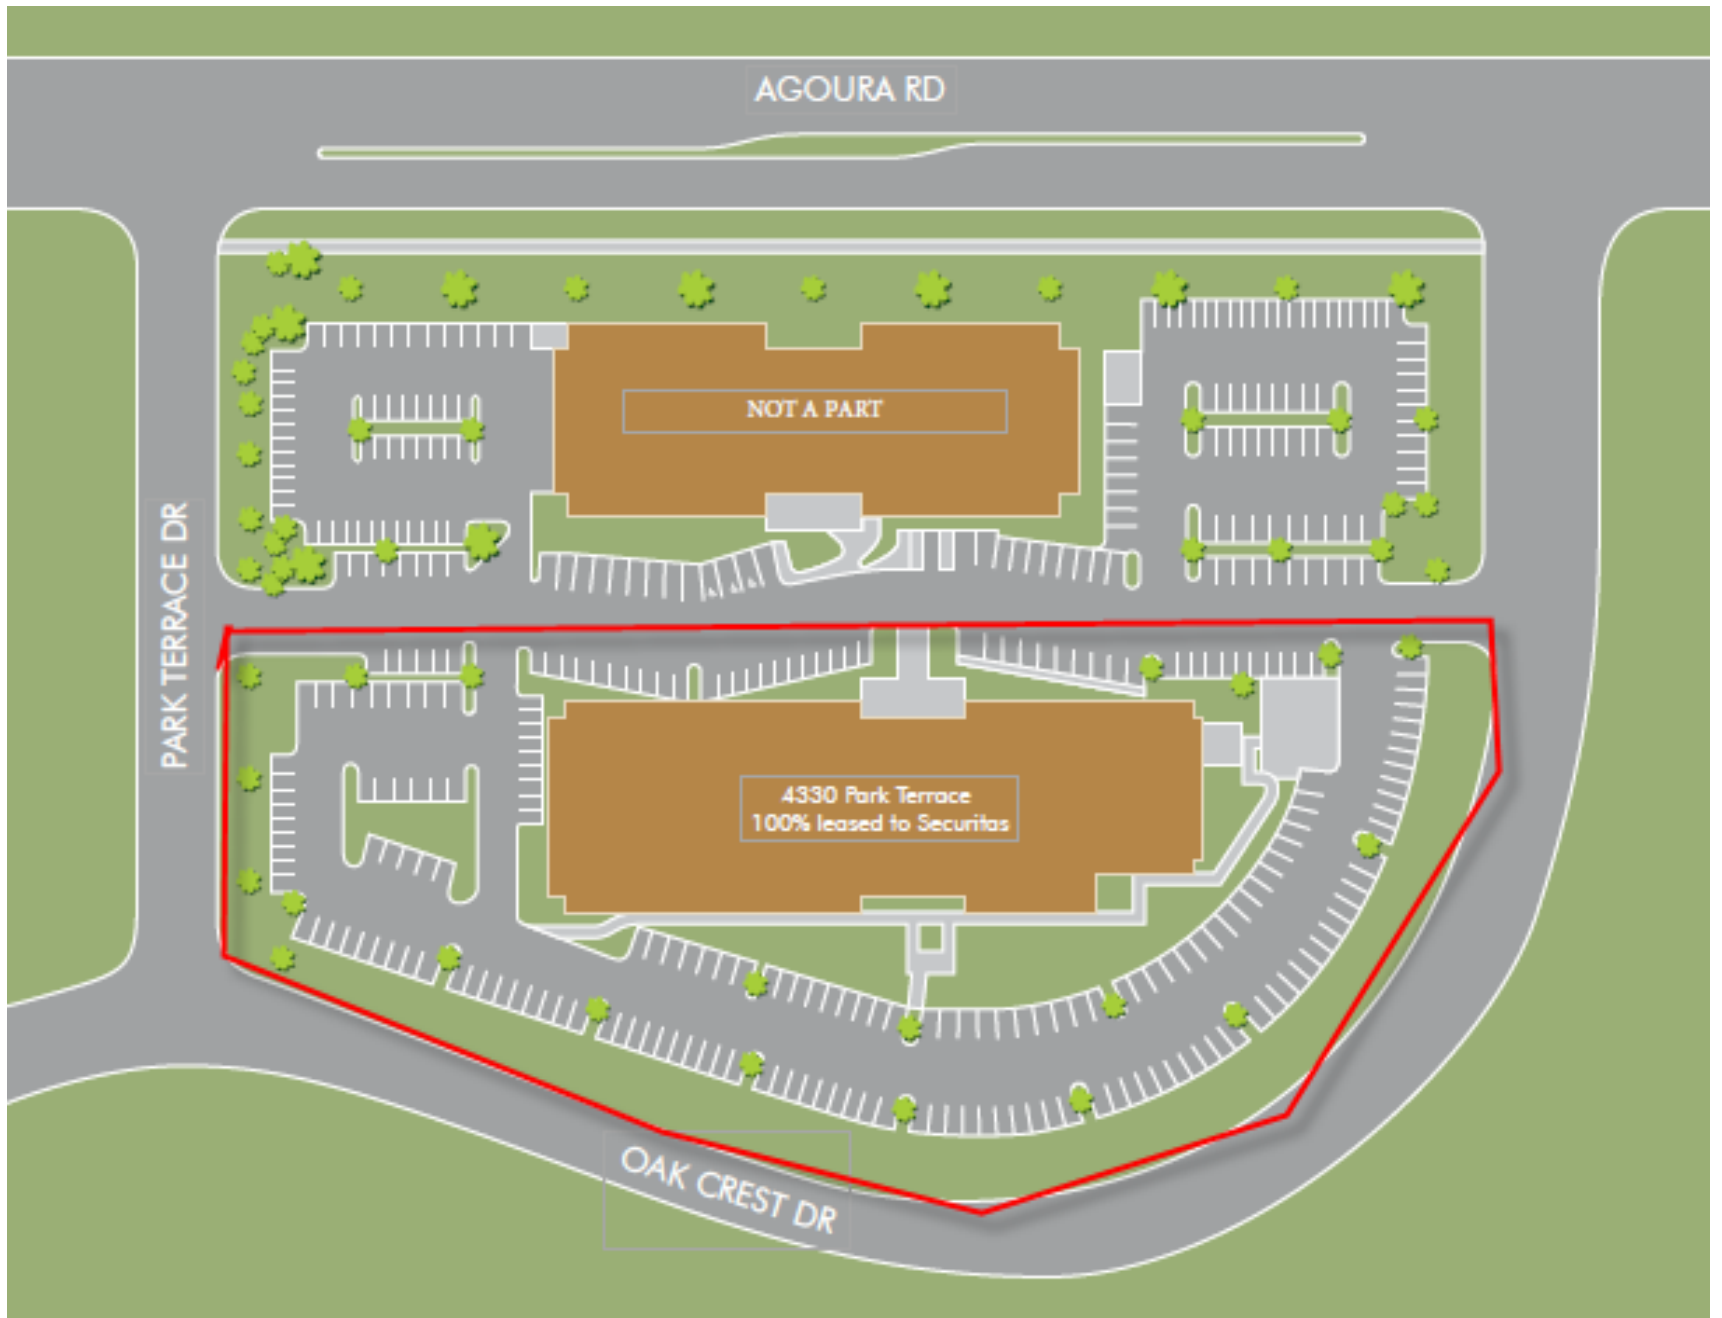 AGOURA RD
NOT A PART
PARK TERRACE DR
4330 Park Terrace
100% leased to Securitas
OAK CREST DR